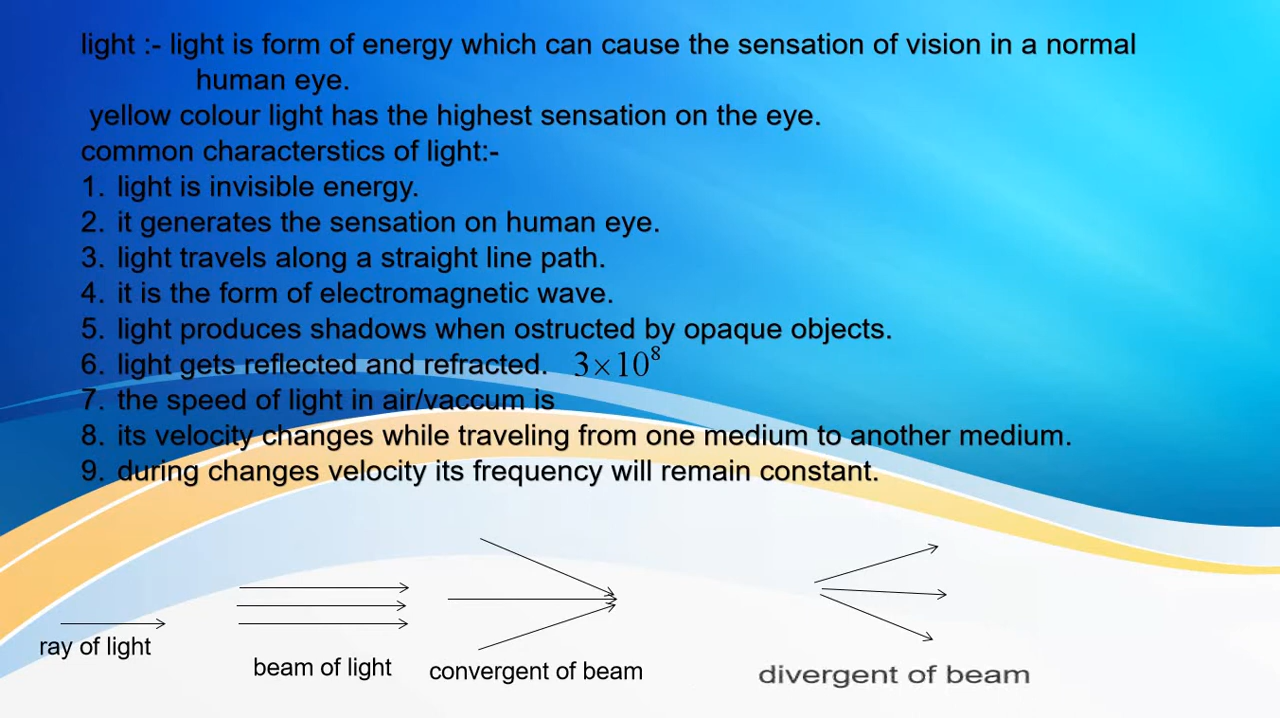 light :- light is form of energy which can cause the sensation of vision in a normal
human eye.
yellow colour light has the highest sensation on the eye.
common characterstics of light:-
1. light is invisible energy.
2. it generates the sensation on human eye.
3. light travels along a straight line path.
4. it is the form of electromagnetic wave.
5. light produces shadows when ostructed by opaque objects.
6. light gets reflected and refracted. 3×10⁸
7. the speed of light in air/vaccum is
8. its velocity changes while traveling from one medium to another medium.
9. during changes velocity its frequency will remain constant.
ray of light
beam of light
convergent of beam
divergent of beam